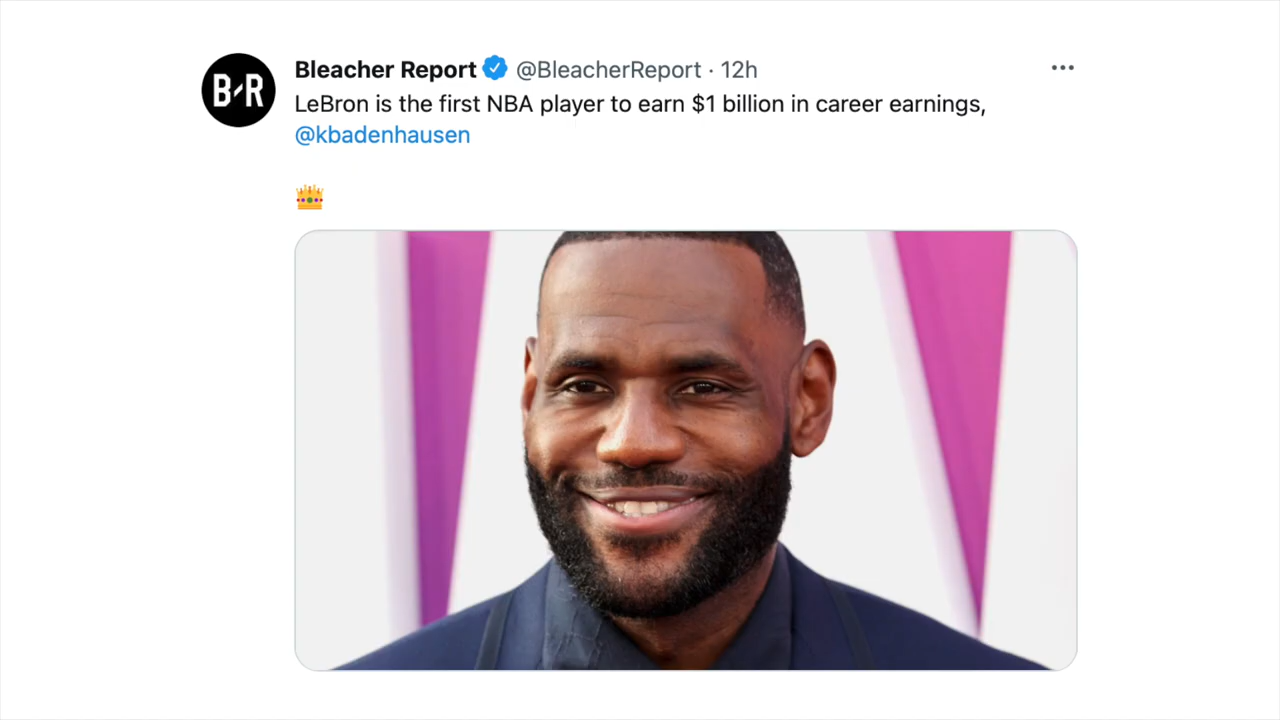 B/R
Bleacher Report @BleacherReport · 12h
LeBron is the first NBA player to earn $1 billion in career earnings,
@kbadenhausen
👑